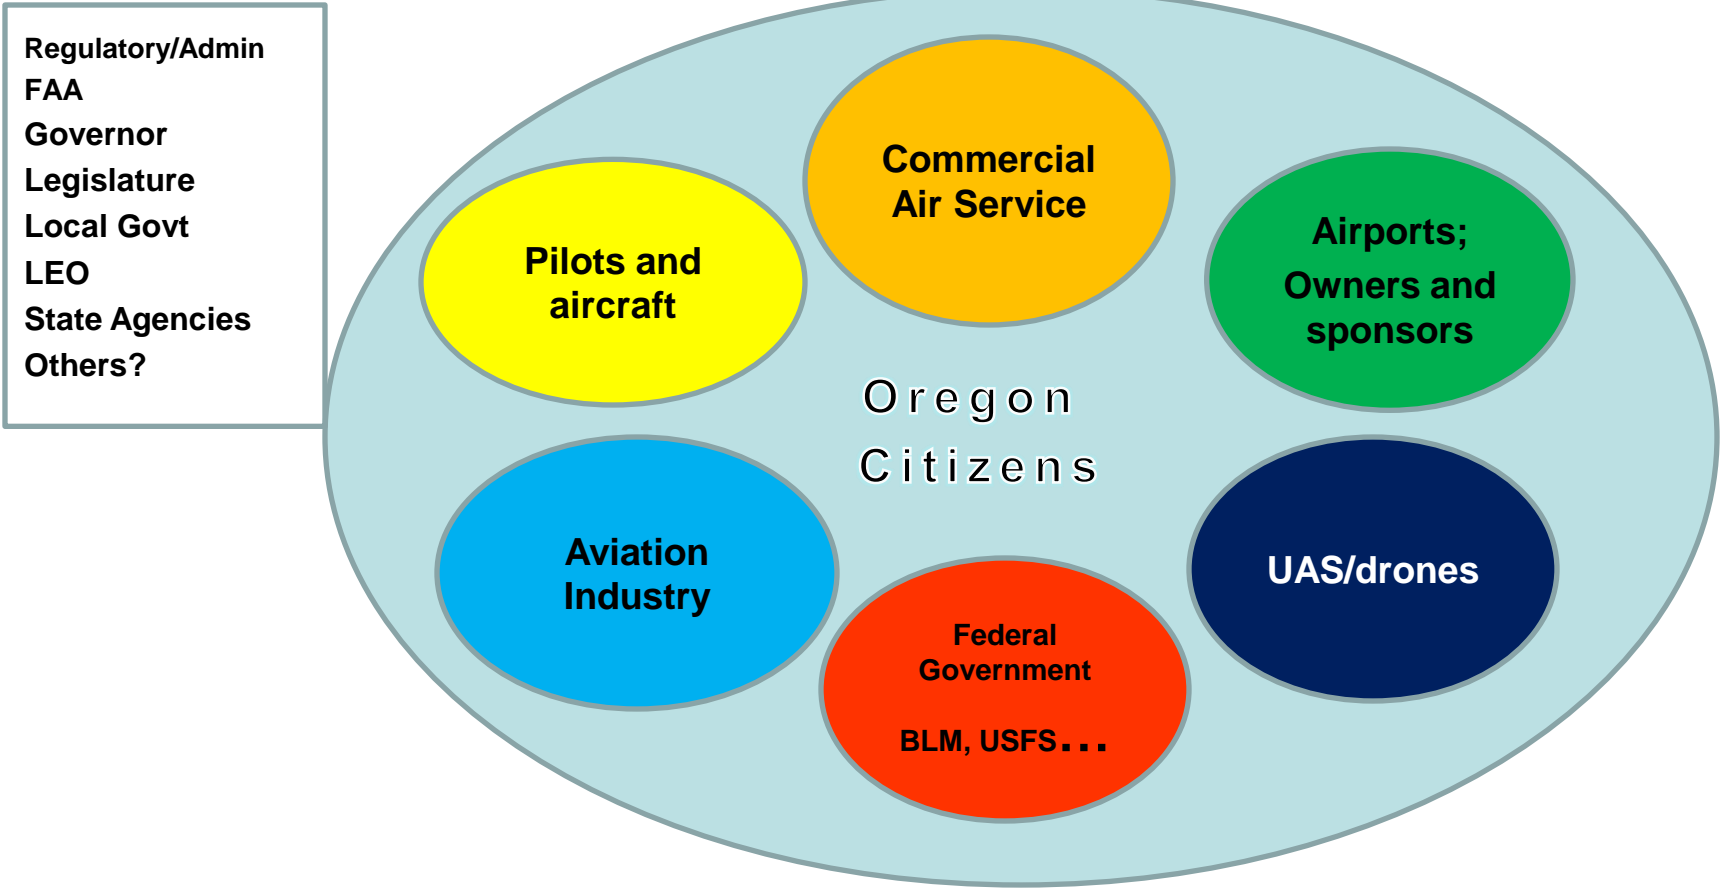 Regulatory/Admin
FAA
Governor
Legislature
Local Govt
LEO
State Agencies
Others?
Commercial
Air Service
Pilots and
aircraft
Airports;
Owners and
sponsors
Oregon
Citizens
Aviation
Industry
UAS/drones
Federal
Government
BLM, USFS...